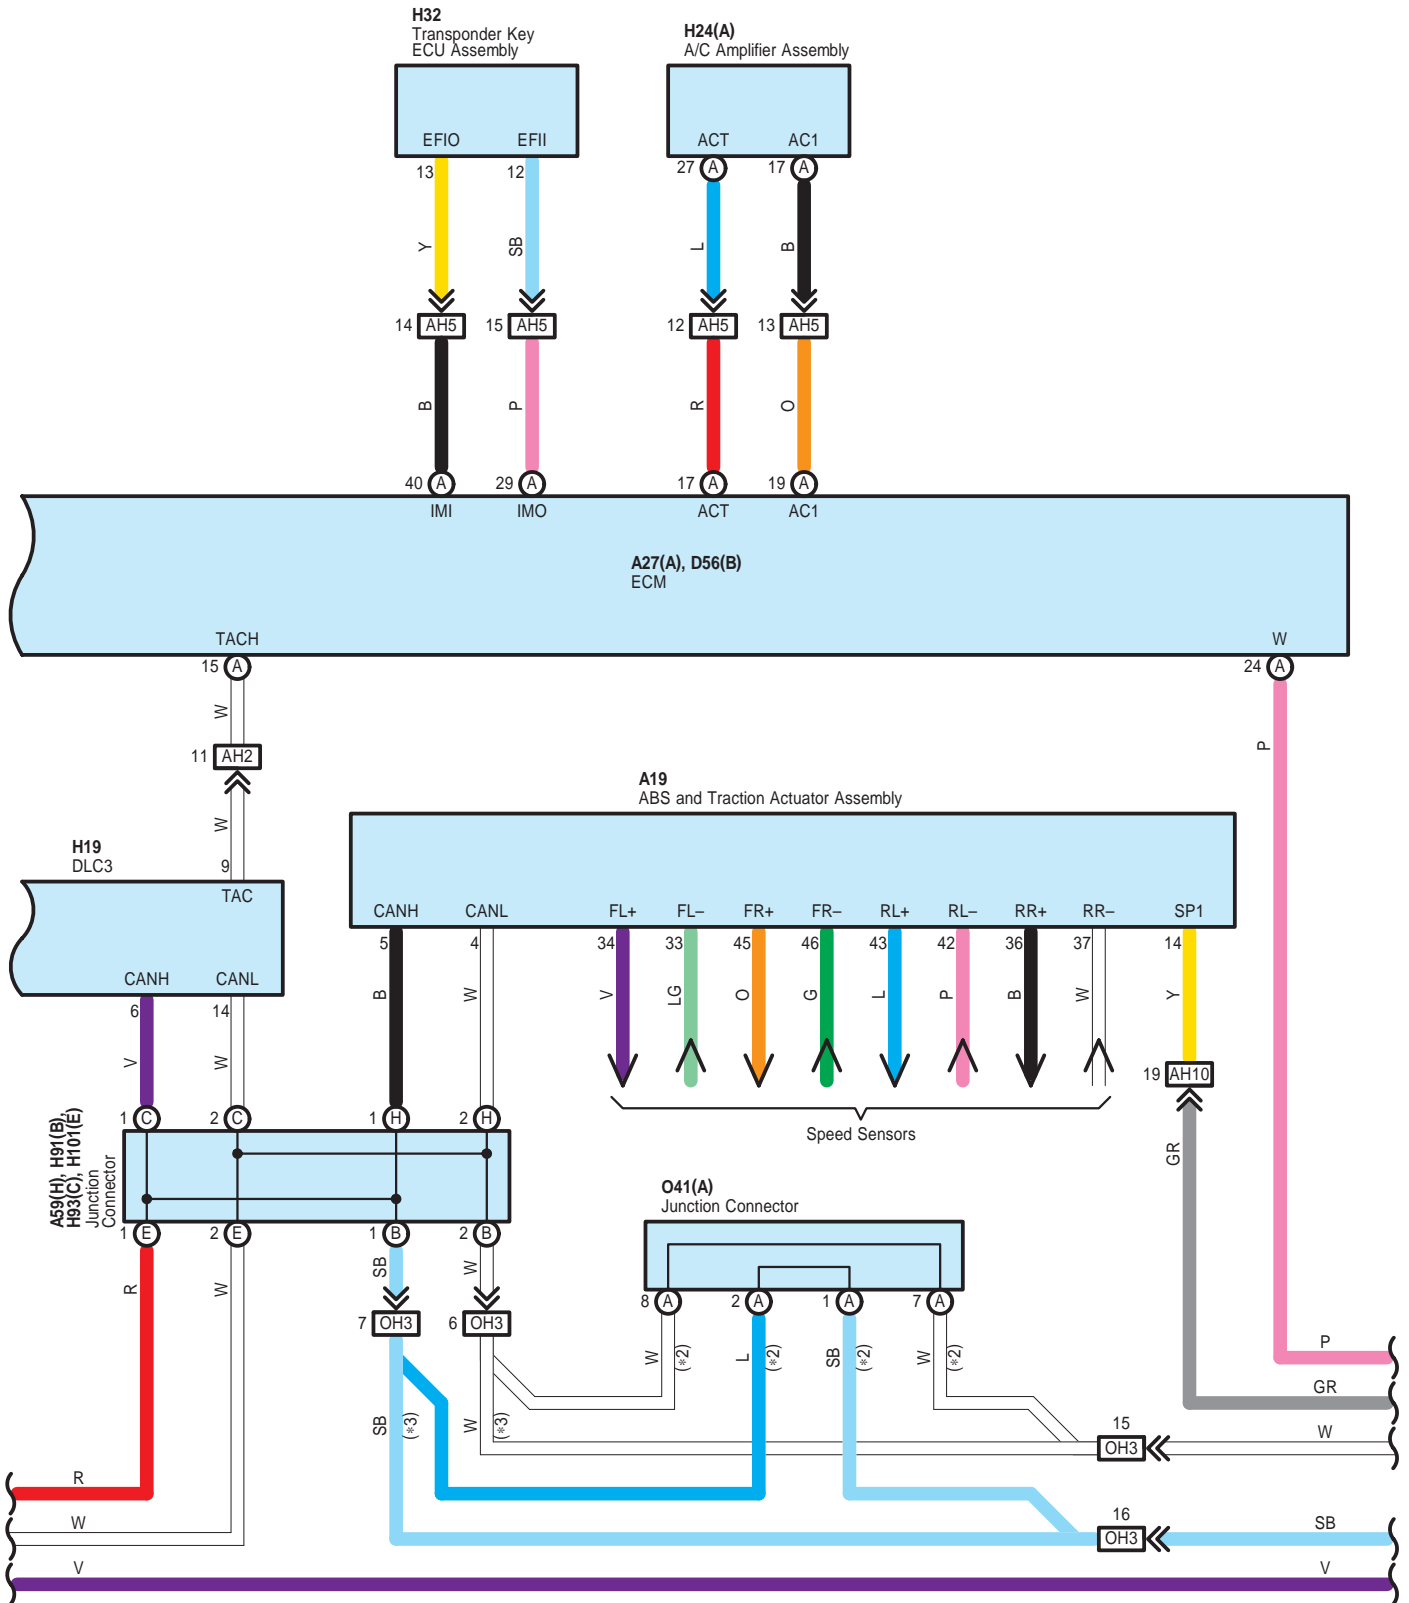 H32
Transponder Key
ECU Assembly
H24(A)
A/C Amplifier Assembly
EFIO EFII
ACT AC1
13 12
27 A 17 A
Y SB L B
14 AH5 15 AH5 12 AH5 13 AH5
B P R O
40 A 29 A 17 A 19 A
IMI IMO ACT AC1
A27(A), D56(B)
ECM
TACH W
15 A 24 A
W
P
11 AH2
A19
ABS and Traction Actuator Assembly
W
H19
DLC3
9
TAC
CANH CANL FL+ FL– FR+ FR– RL+ RL– RR+ RR– SP1
5 4 34 33 45 46 43 42 36 37 14
CANH CANL
B W V LG O G L P B W Y
6 14
V W
19 AH10
1 C 2 C 1 H 2 H
Speed Sensors
GR
A59(H), H91(B),
H93(C), H101(E)
Junction
Connector
O41(A)
Junction Connector
1 E 2 E 1 B 2 B
SB W
R W
8 A 2 A 1 A 7 A
7 OH3 6 OH3
W (*2) L (*2) SB (*2) W (*2)
P
GR
SB (*3) W (*3)
15
OH3
W
R
16
OH3
SB
W
V V